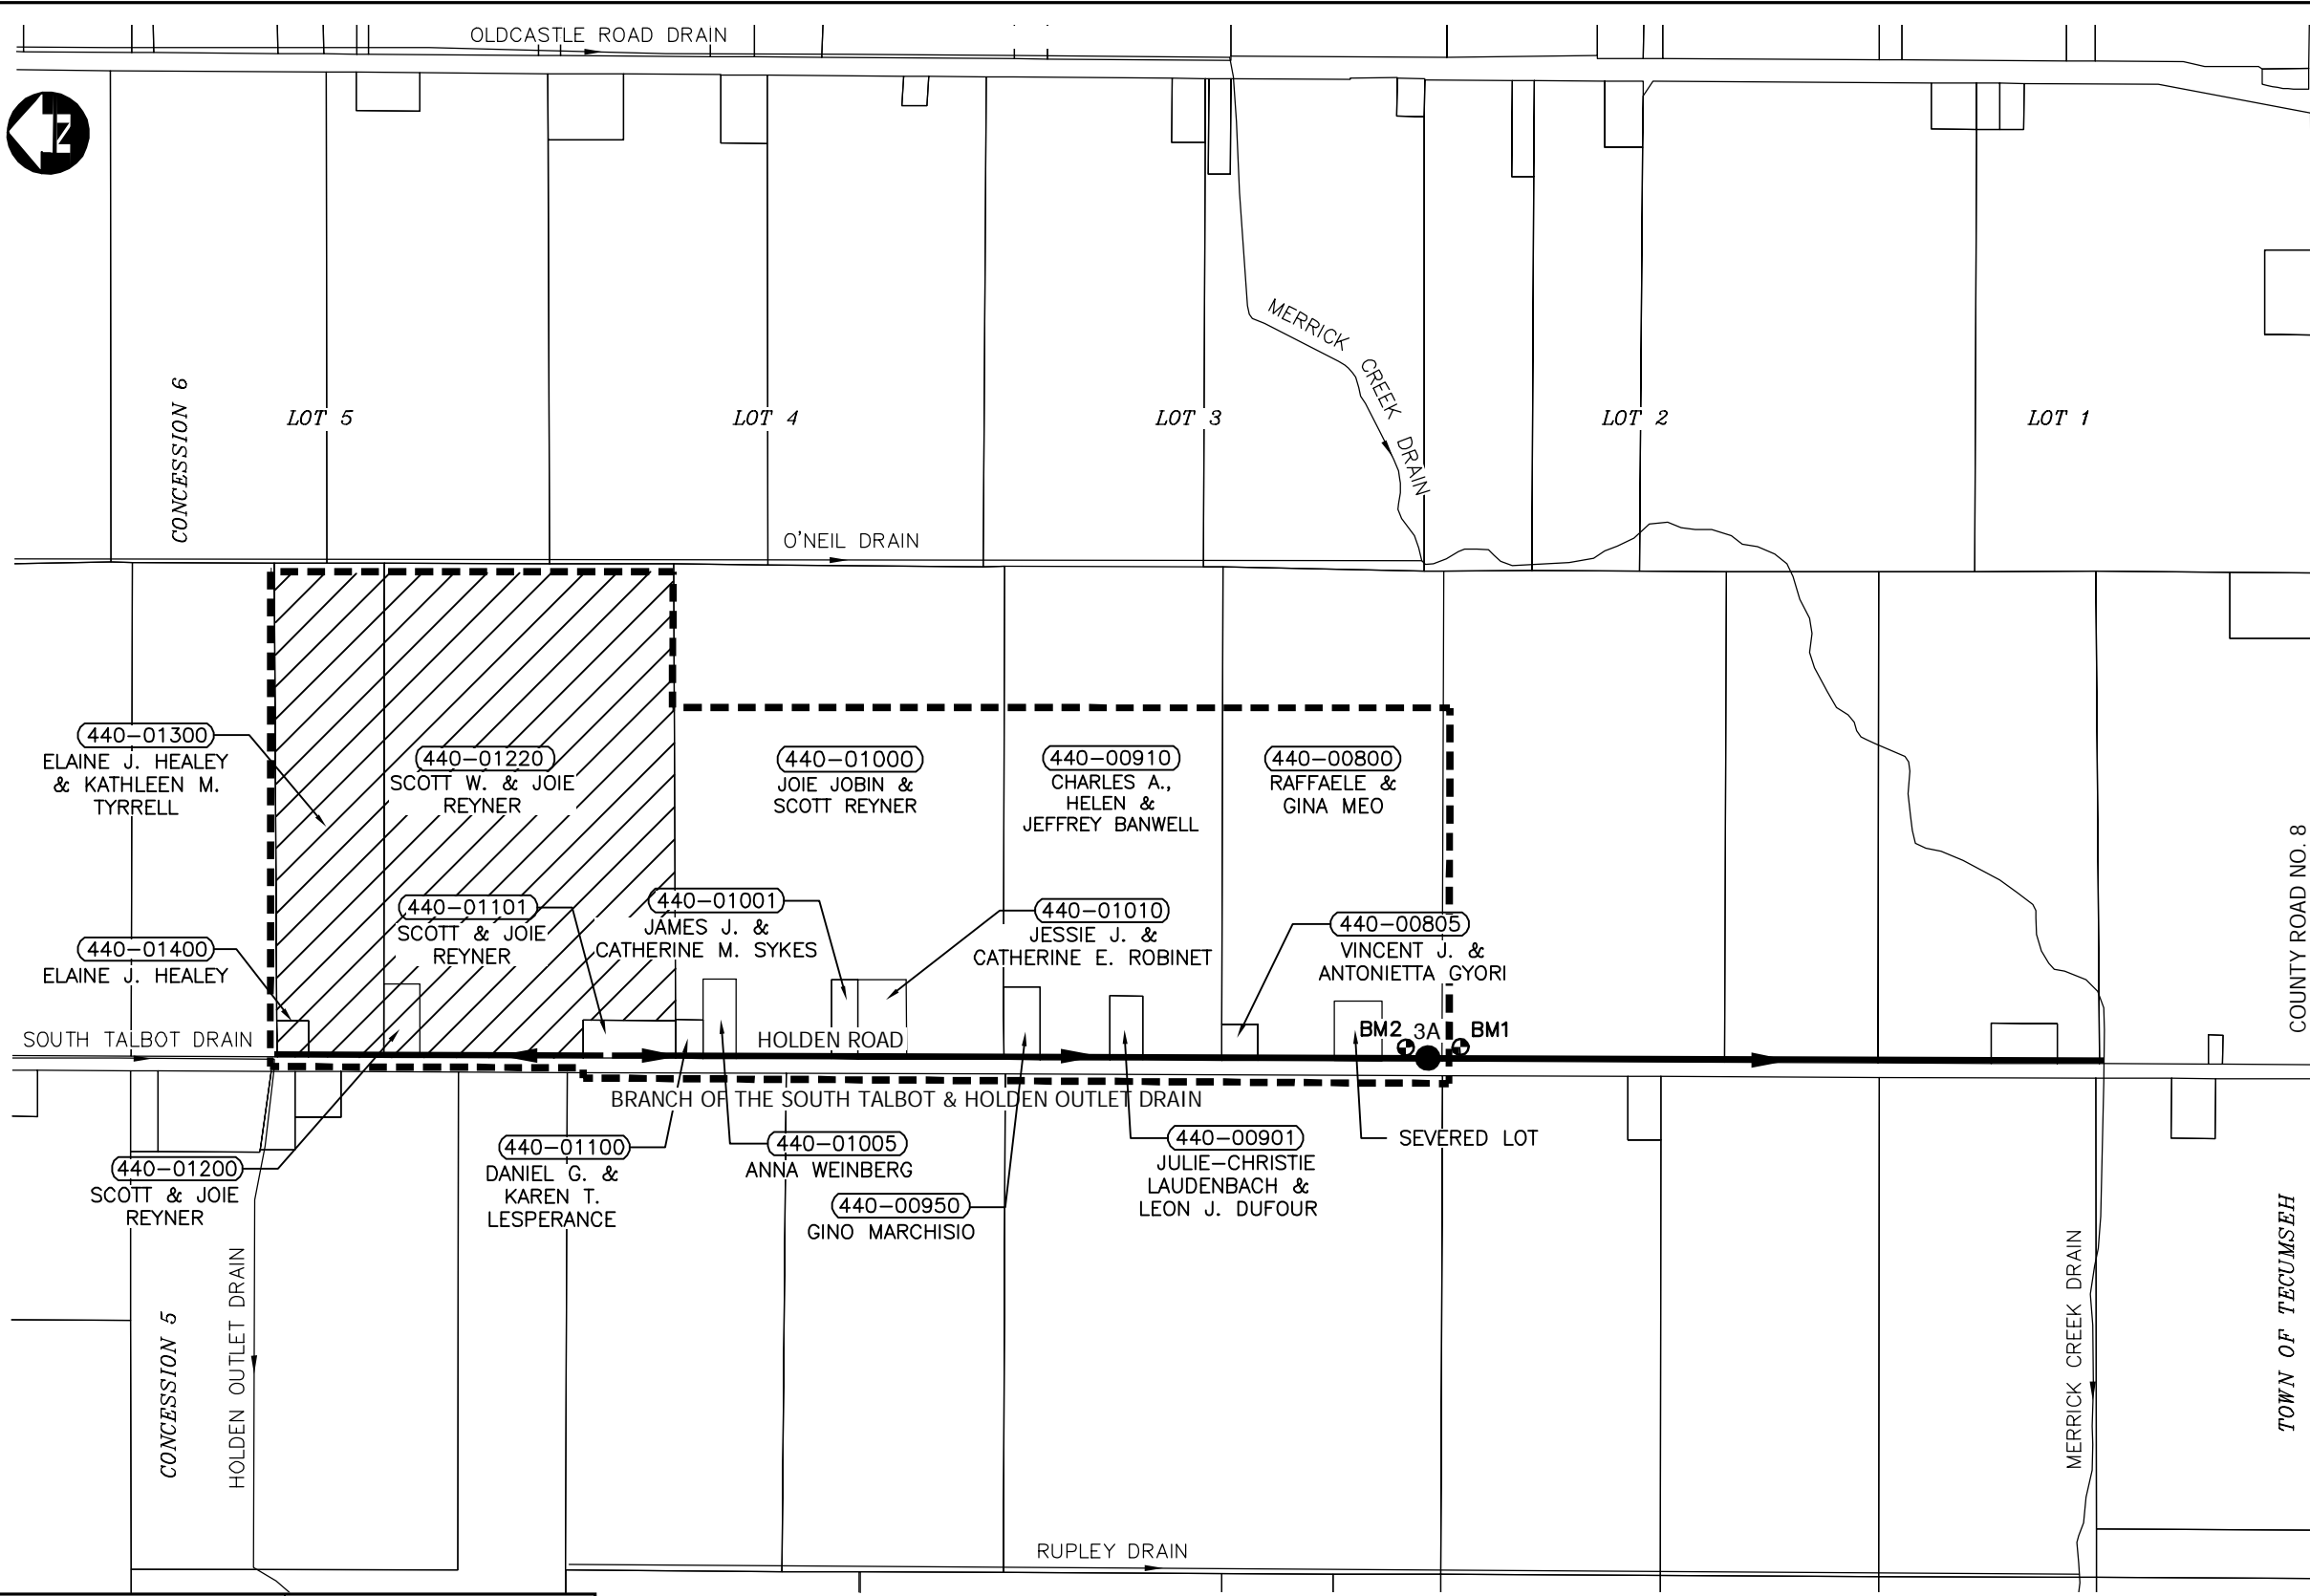 OLDCASTLE ROAD DRAIN
N
MERRICK CREEK DRAIN
CONCESSION 6
LOT 5
LOT 4
LOT 3
LOT 2
LOT 1
O'NEIL DRAIN
440-01300
ELAINE J. HEALEY
& KATHLEEN M.
TYRRELL
440-01220
SCOTT W. & JOIE
REYNER
440-01000
JOIE JOBIN &
SCOTT REYNER
440-00910
CHARLES A.,
HELEN &
JEFFREY BANWELL
440-00800
RAFFAELE &
GINA MEO
COUNTY ROAD NO. 8
440-01400
ELAINE J. HEALEY
440-01101
SCOTT & JOIE
REYNER
440-01001
JAMES J. &
CATHERINE M. SYKES
440-01010
JESSIE J. &
CATHERINE E. ROBINET
440-00805
VINCENT J. &
ANTONIETTA GYORI
SOUTH TALBOT DRAIN
HOLDEN ROAD
BM2
3A
BM1
BRANCH OF THE SOUTH TALBOT & HOLDEN OUTLET DRAIN
440-01200
SCOTT & JOIE
REYNER
440-01100
DANIEL G. &
KAREN T.
LESPERANCE
440-01005
ANNA WEINBERG
440-00950
GINO MARCHISIO
440-00901
JULIE-CHRISTIE
LAUDENBACH &
LEON J. DUFOUR
SEVERED LOT
CONCESSION 5
HOLDEN OUTLET DRAIN
MERRICK CREEK DRAIN
TOWN OF TECUMSEH
RUPLEY DRAIN